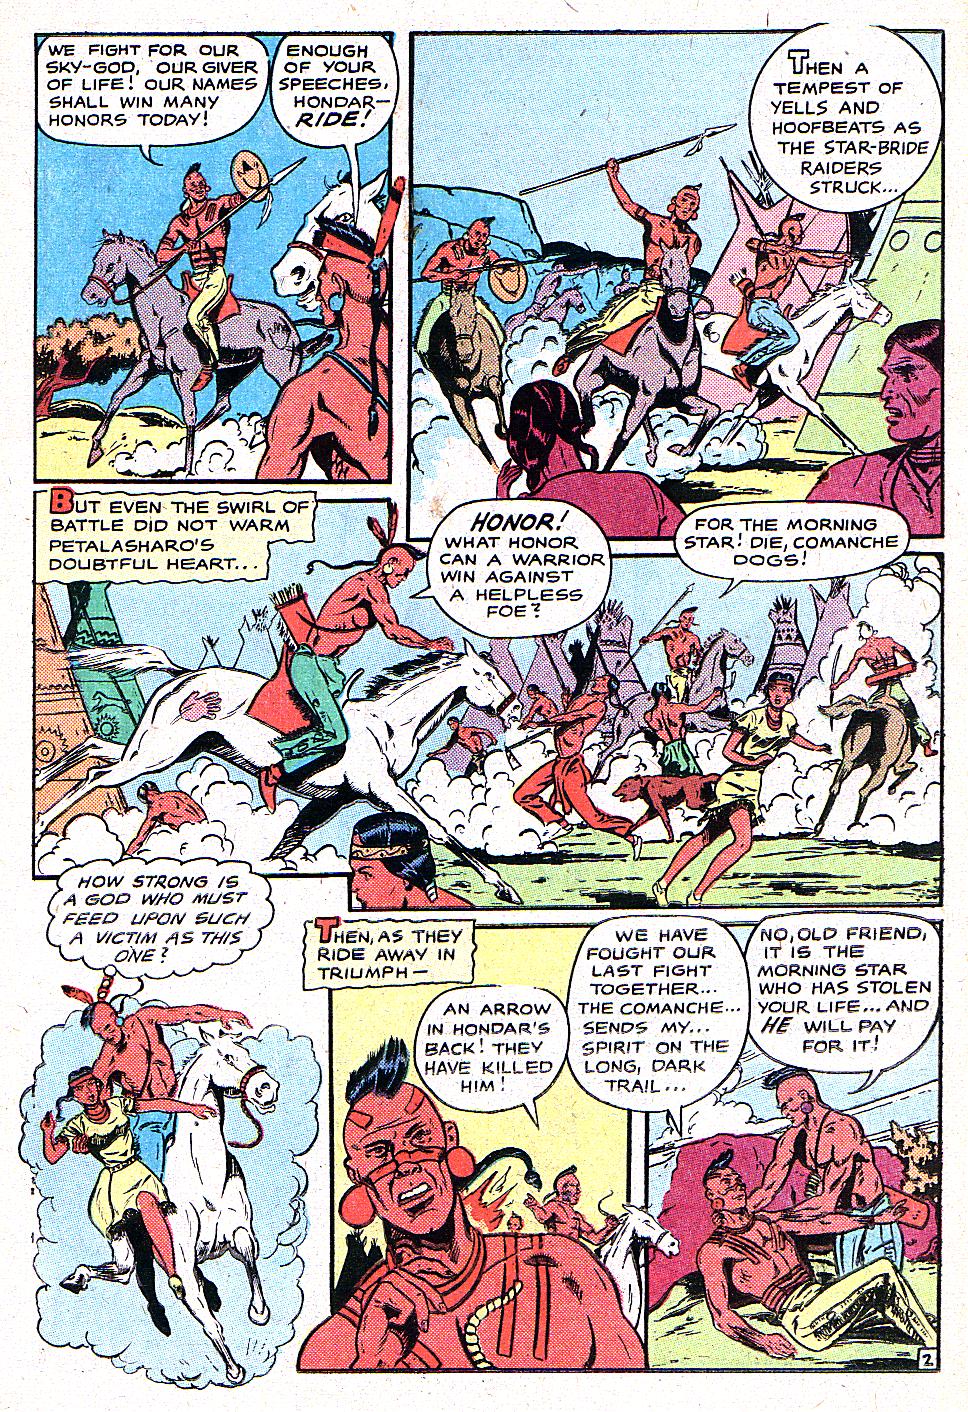 WE FIGHT FOR OUR
SKY-GOD, OUR GIVER
OF LIFE! OUR NAMES
SHALL WIN MANY
HONORS TODAY!
ENOUGH
OF YOUR
SPEECHES,
HONDAR—
RIDE!
THEN A
TEMPEST OF
YELLS AND
HOOFBEATS AS
THE STAR-BRIDE
RAIDERS
STRUCK...
BUT EVEN THE SWIRL OF
BATTLE DID NOT WARM
PETALASHARO'S
DOUBTFUL HEART...
HONOR!
WHAT HONOR
CAN A WARRIOR
WIN AGAINST
A HELPLESS
FOE?
FOR THE MORNING
STAR! DIE, COMANCHE
DOGS!
HOW STRONG IS
A GOD WHO MUST
FEED UPON SUCH
A VICTIM AS THIS
ONE?
THEN, AS THEY
RIDE AWAY IN
TRIUMPH—
AN ARROW
IN HONDAR'S
BACK! THEY
HAVE KILLED
HIM!
WE HAVE
FOUGHT OUR
LAST FIGHT
TOGETHER...
THE COMANCHE...
SENDS MY...
SPIRIT ON THE
LONG, DARK
TRAIL...
NO, OLD FRIEND,
IT IS THE
MORNING STAR
WHO HAS STOLEN
YOUR LIFE... AND
HE WILL PAY
FOR IT!
2